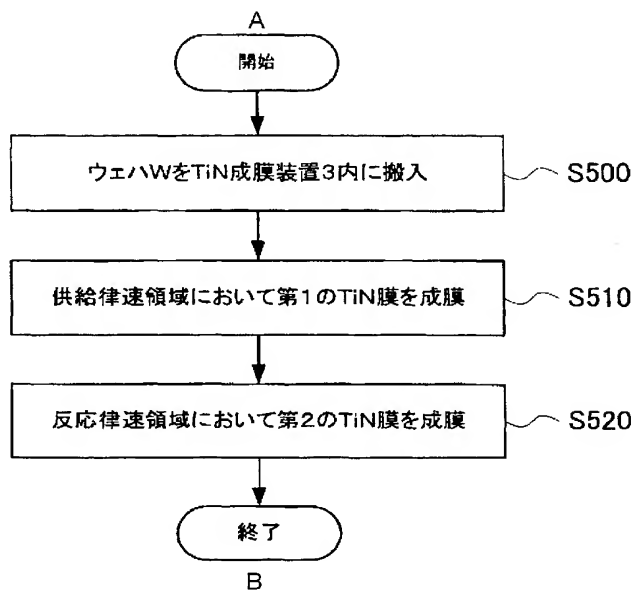 A
開始
ウェハWをTiN成膜装置3内に搬入
S500
供給律速領域において第1のTiN膜を成膜
S510
反応律速領域において第2のTiN膜を成膜
S520
終了
B